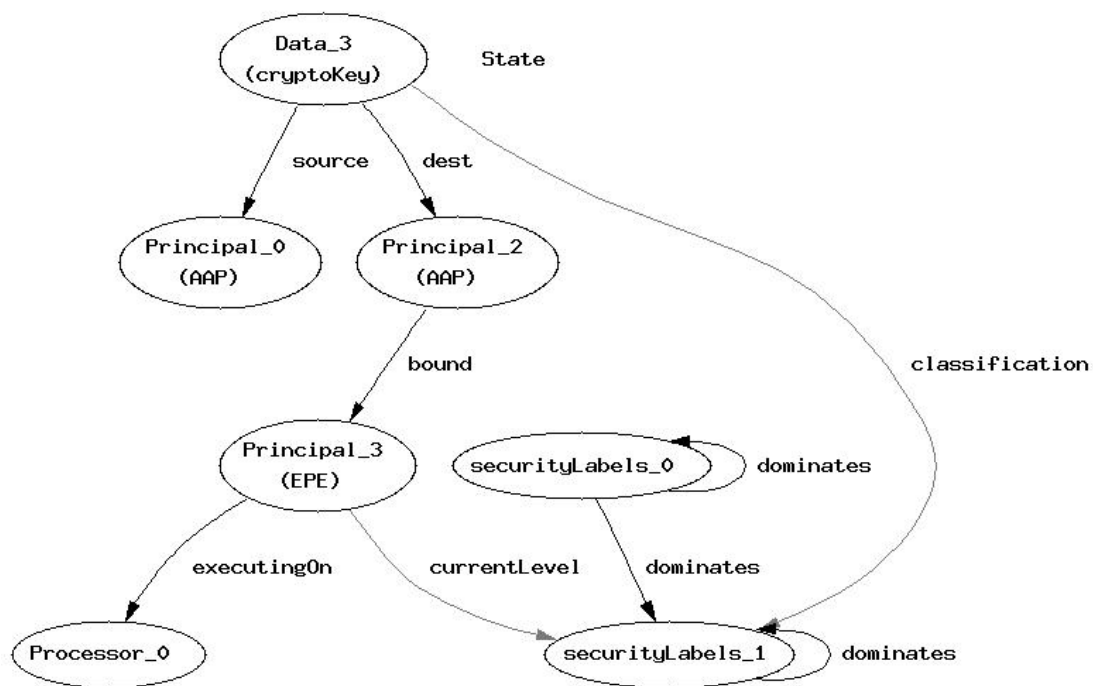 Data_3
(cryptoKey)
State
source
dest
Principal_0
(AAP)
Principal_2
(AAP)
bound
classification
Principal_3
(EPE)
securityLabels_0
dominates
executingOn
currentLevel
dominates
Processor_0
securityLabels_1
dominates